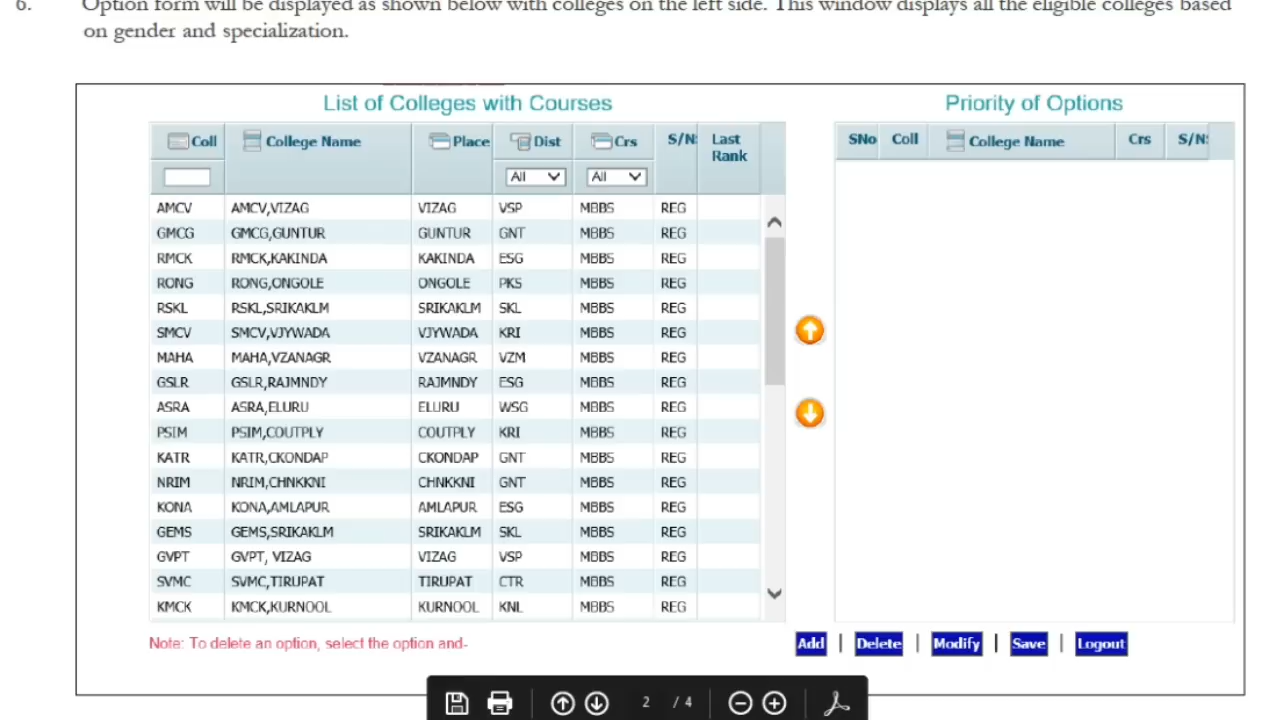 6. Option form will be displayed as shown below with colleges on the left side. This window displays all the eligible colleges based
on gender and specialization.
List of Colleges with Courses
Priority of Options
Coll College Name Place Dist Crs S/N: Last Rank
SNo Coll College Name Crs S/N:
All All
AMCV AMCV,VIZAG VIZAG VSP MBBS REG
GMCG GMCG,GUNTUR GUNTUR GNT MBBS REG
RMCK RMCK,KAKINDA KAKINDA ESG MBBS REG
RONG RONG,ONGOLE ONGOLE PKS MBBS REG
RSKL RSKL,SRIKAKLM SRIKAKLM SKL MBBS REG
SMCV SMCV,VJYWADA VJYWADA KRI MBBS REG
MAHA MAHA,VZANAGR VZANAGR VZM MBBS REG
GSLR GSLR,RAJMNDY RAJMNDY ESG MBBS REG
ASRA ASRA,ELURU ELURU WSG MBBS REG
PSIM PSIM,COUTPLY COUTPLY KRI MBBS REG
KATR KATR,CKONDAP CKONDAP GNT MBBS REG
NRIM NRIM,CHNKKNI CHNKKNI GNT MBBS REG
KONA KONA,AMLAPUR AMLAPUR ESG MBBS REG
GEMS GEMS,SRIKAKLM SRIKAKLM SKL MBBS REG
GVPT GVPT, VIZAG VIZAG VSP MBBS REG
SVMC SVMC,TIRUPAT TIRUPAT CTR MBBS REG
KMCK KMCK,KURNOOL KURNOOL KNL MBBS REG
Note: To delete an option, select the option and-
Add | Delete | Modify | Save | Logout
2 / 4